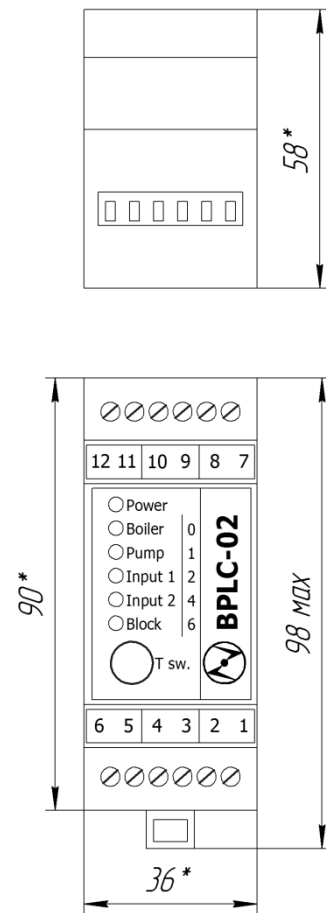 58*
12 11 10 9 8 7
Power
Boiler 0
Pump 1
Input 1 2
Input 2 4
Block 6
T sw.
BPLC-02
6 5 4 3 2 1
90*
98 мах
36*